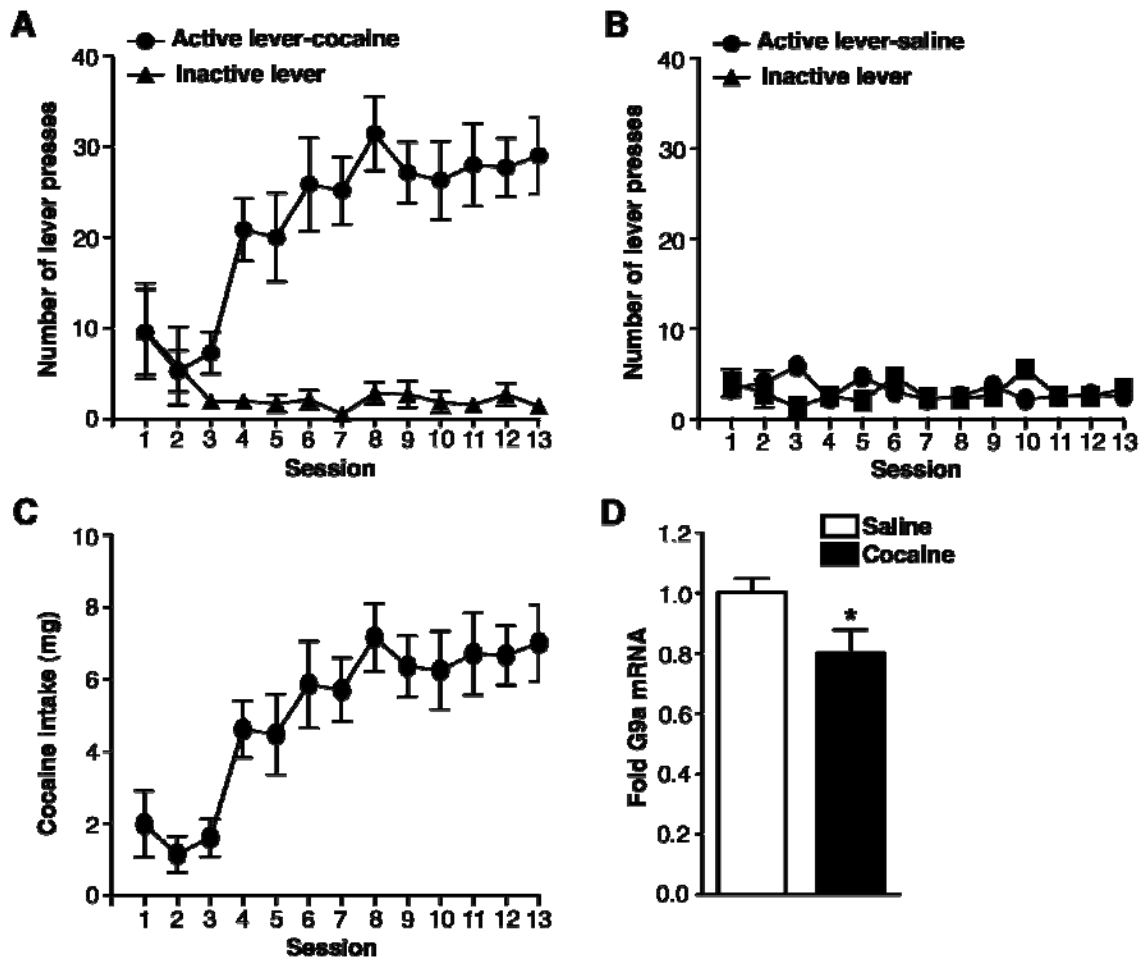 A
Active lever-cocaine
Inactive lever
Number of lever presses
40
30
20
10
0
1 2 3 4 5 6 7 8 9 10 11 12 13
Session
B
Active lever-saline
Inactive lever
Number of lever presses
40
30
20
10
0
1 2 3 4 5 6 7 8 9 10 11 12 13
Session
C
Cocaine intake (mg)
10
8
6
4
2
0
1 2 3 4 5 6 7 8 9 10 11 12 13
Session
D
Saline
Cocaine
Fold G9a mRNA
1.2
1.0
0.8
0.6
0.4
0.2
0.0
*